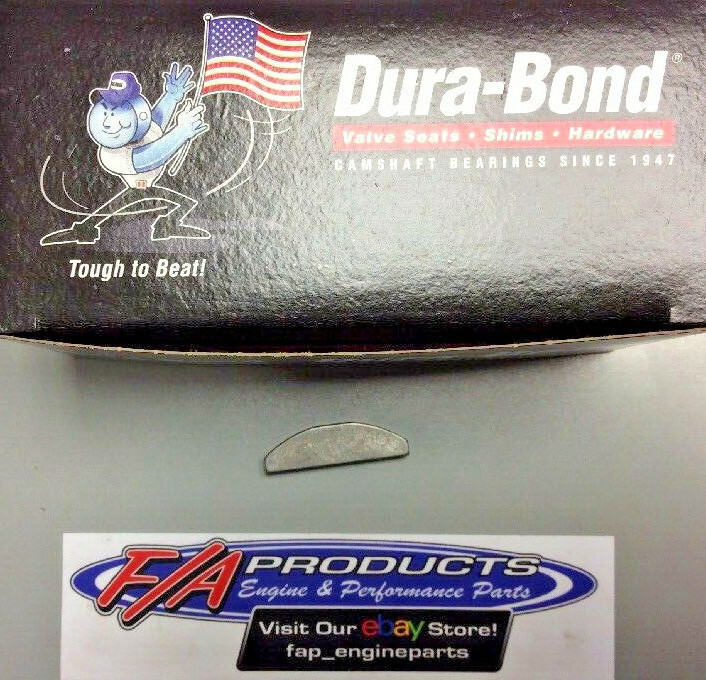 Dura-Bond®
Valve Seats • Shims • Hardware
CAMSHAFT BEARINGS SINCE 1947
Tough to Beat!
F/A PRODUCTS
Engine & Performance Parts
Visit Our ebay Store!
fap_engineparts